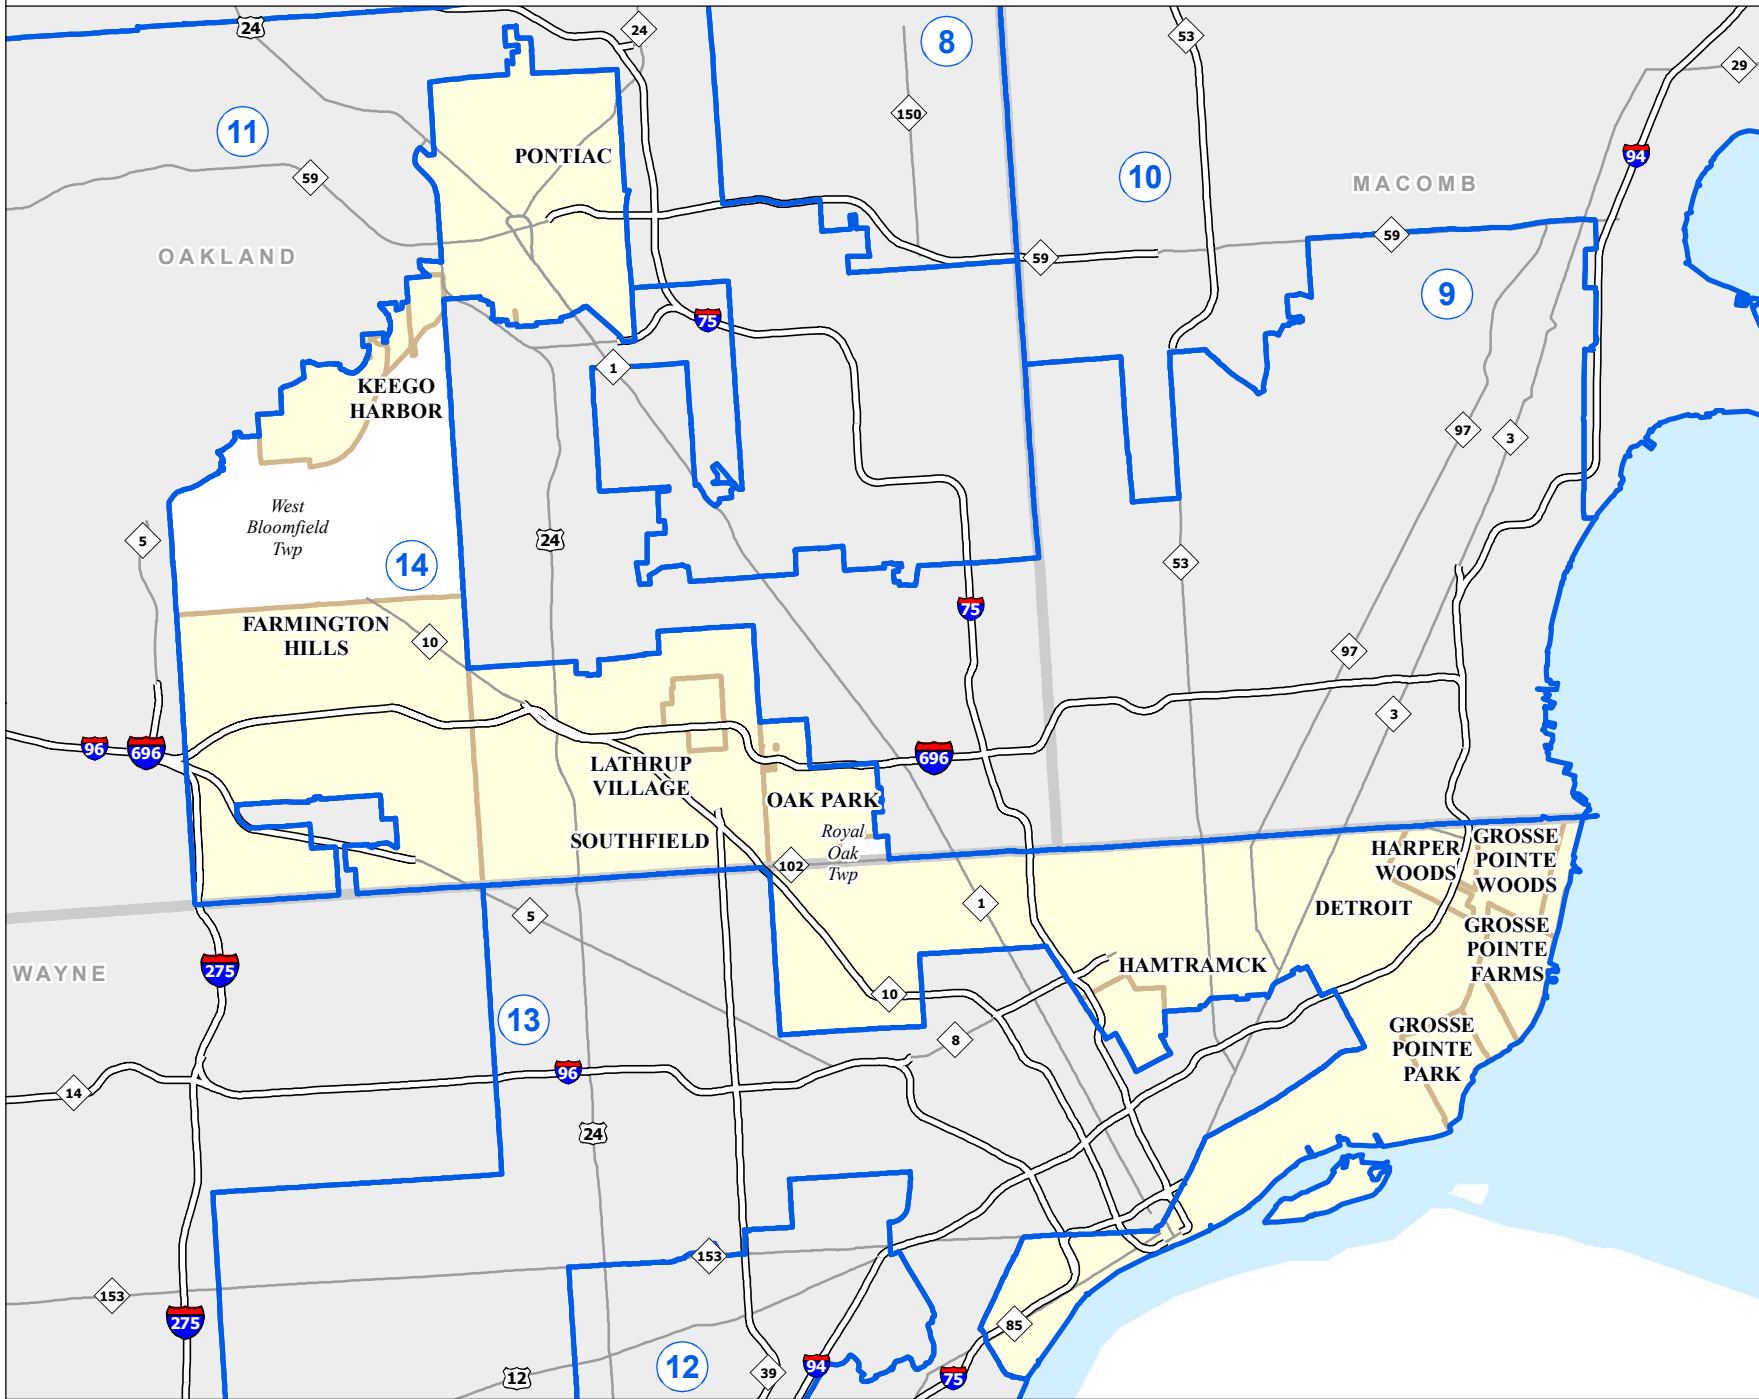 24
24
8
53
29
11
150
PONTIAC
94
59
10
MACOMB
OAKLAND
59
59
9
75
1
KEEGO
HARBOR
97
3
West
Bloomfield
Twp
5
24
14
53
75
FARMINGTON
HILLS
10
97
3
96
696
696
LATHRUP
VILLAGE
OAK PARK
SOUTHFIELD
Royal
Oak
Twp
102
HARPER
WOODS
GROSSE
POINTE
WOODS
1
DETROIT
5
GROSSE
POINTE
FARMS
WAYNE
275
HAMTRAMCK
10
13
8
GROSSE
POINTE
PARK
96
14
24
153
153
275
85
12
94
39
12
75